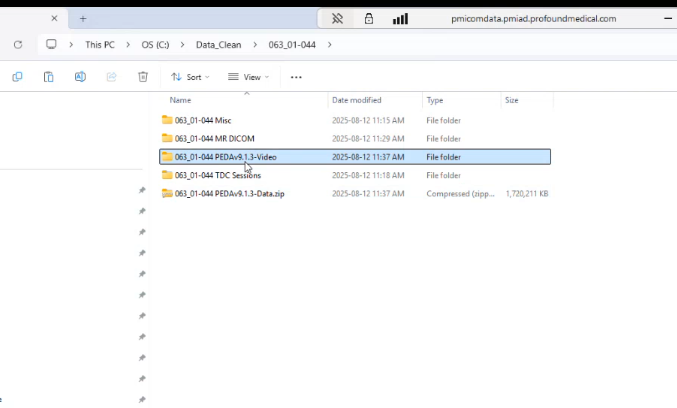 pmicomdata.pmiad.profoundmedical.com
This PC > OS (C:) > Data_Clean > 063_01-044 >
Sort View ...
Name Date modified Type Size
063_01-044 Misc 2025-08-12 11:15 AM File folder
063_01-044 MR DICOM 2025-08-12 11:29 AM File folder
063_01-044 PEDAv9.1.3-Video 2025-08-12 11:37 AM File folder
063_01-044 TDC Sessions 2025-08-12 11:18 AM File folder
063_01-044 PEDAv9.1.3-Data.zip 2025-08-12 11:37 AM Compressed (zipp... 1,720,211 KB